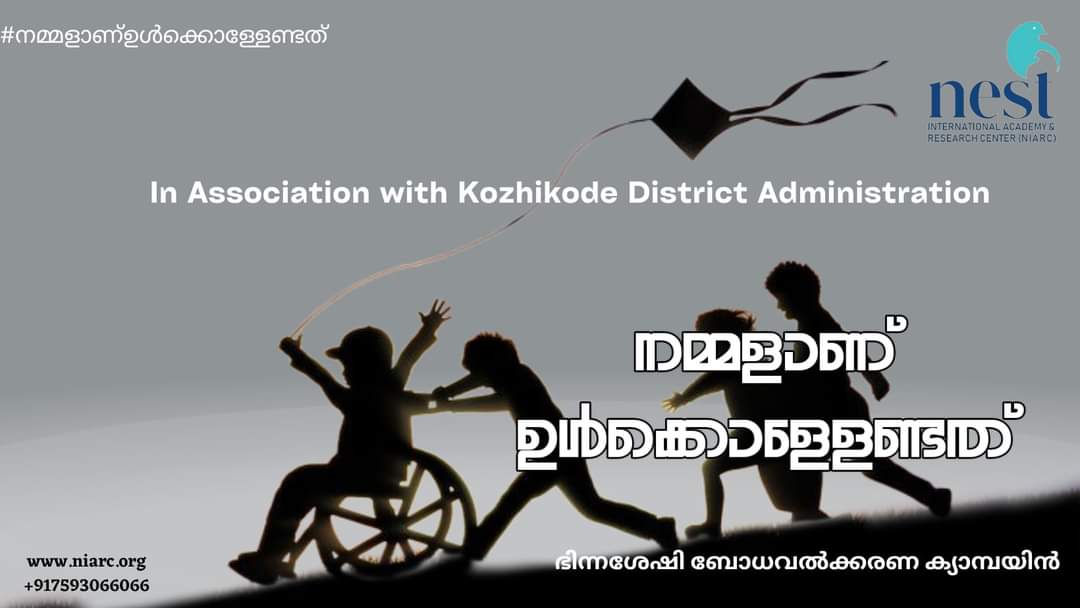 #നമ്മളാണ്ഉൾക്കൊള്ളേണ്ടത്
nest
INTERNATIONAL ACADEMY &
RESEARCH CENTER (NIARC)
In Association with Kozhikode District Administration
നമ്മളാണ്
ഉൾക്കൊള്ളേണ്ടത്
ഭിന്നശേഷി ബോധവൽക്കരണ ക്യാമ്പയിൻ
www.niarc.org
+917593066066